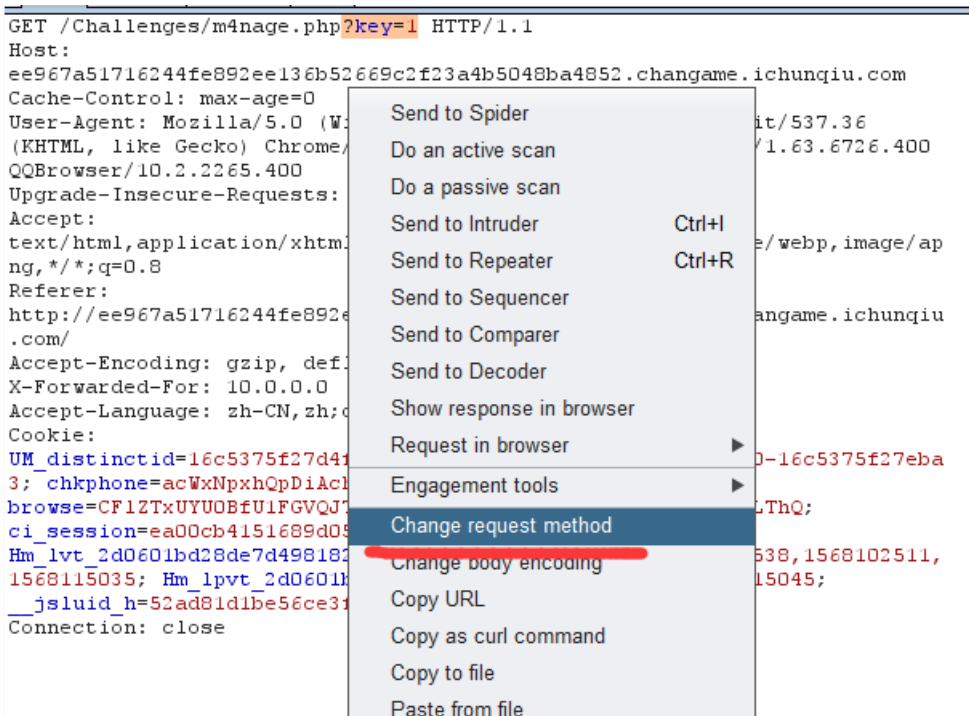 GET /Challenges/m4nage.php?key=1 HTTP/1.1
Host:
ee967a51716244fe892ee136b52669c2f23a4b5048ba4852.changame.ichunqiu.com
Cache-Control: max-age=0
User-Agent: Mozilla/5.0 (W it/537.36
(KHTML, like Gecko) Chrome/ /1.63.6726.400
QQBrowser/10.2.2265.400
Upgrade-Insecure-Requests:
Accept:
text/html,application/xhtml e/webp,image/ap
ng,*/*;q=0.8
Referer:
http://ee967a51716244fe892e angame.ichunqiu
.com/
Accept-Encoding: gzip, defl
X-Forwarded-For: 10.0.0.0
Accept-Language: zh-CN,zh;
Cookie:
UM_distinctid=16c5375f27d4f 0-16c5375f27eba
3; chkphone=acWxNpxhQpDiAch
browse=CFlZTxUYU0BfU1FGVQJT LThQ;
ci_session=ea00cb4151689d05
Hm_lvt_2d0601bd28de7d498182 538,1568102511,
1568115035; Hm_lpvt_2d0601b 15045;
__jsluid_h=52ad81d1be56ce3f
Connection: close
Send to Spider
Do an active scan
Do a passive scan
Send to Intruder Ctrl+I
Send to Repeater Ctrl+R
Send to Sequencer
Send to Comparer
Send to Decoder
Show response in browser
Request in browser
Engagement tools
Change request method
Change body encoding
Copy URL
Copy as curl command
Copy to file
Paste from file